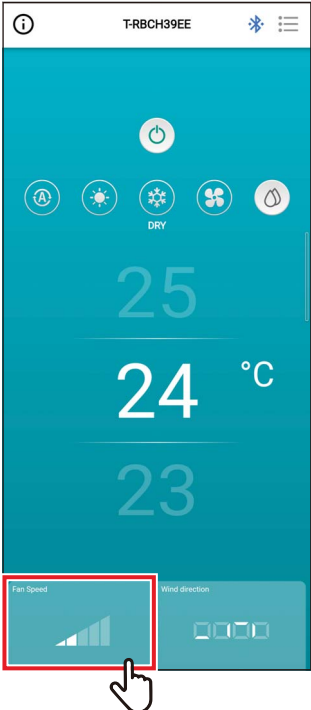 T-RBCH39EE
A
DRY
25
24 °C
23
Fan Speed
Wind direction